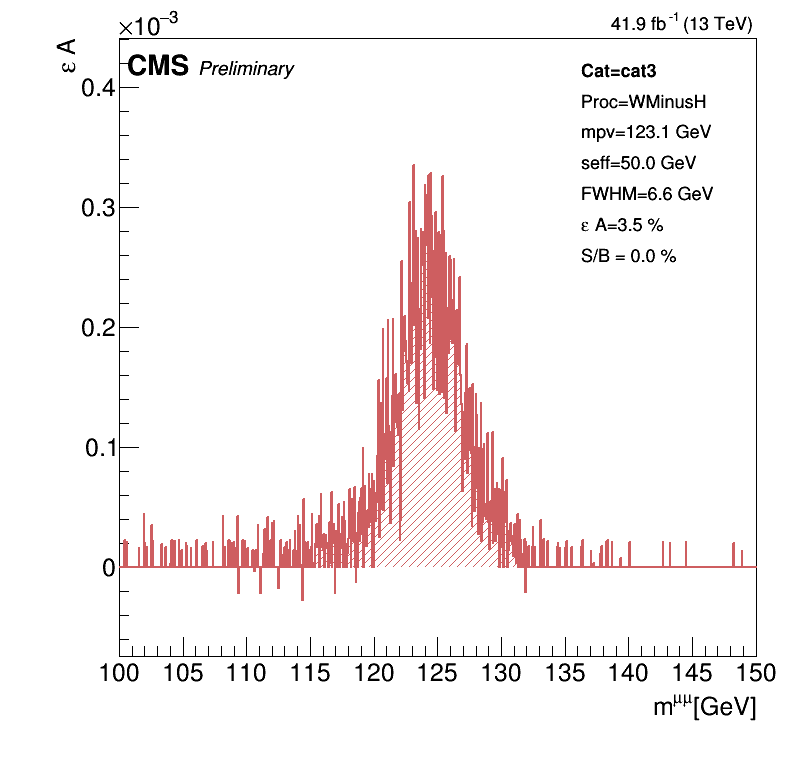 ×10⁻³
41.9 fb⁻¹ (13 TeV)
ε A
CMS Preliminary
Cat=cat3
Proc=WMinusH
mpv=123.1 GeV
seff=50.0 GeV
FWHM=6.6 GeV
ε A=3.5 %
S/B = 0.0 %
0.4
0.3
0.2
0.1
0
100 105 110 115 120 125 130 135 140 145 150
m^μμ[GeV]